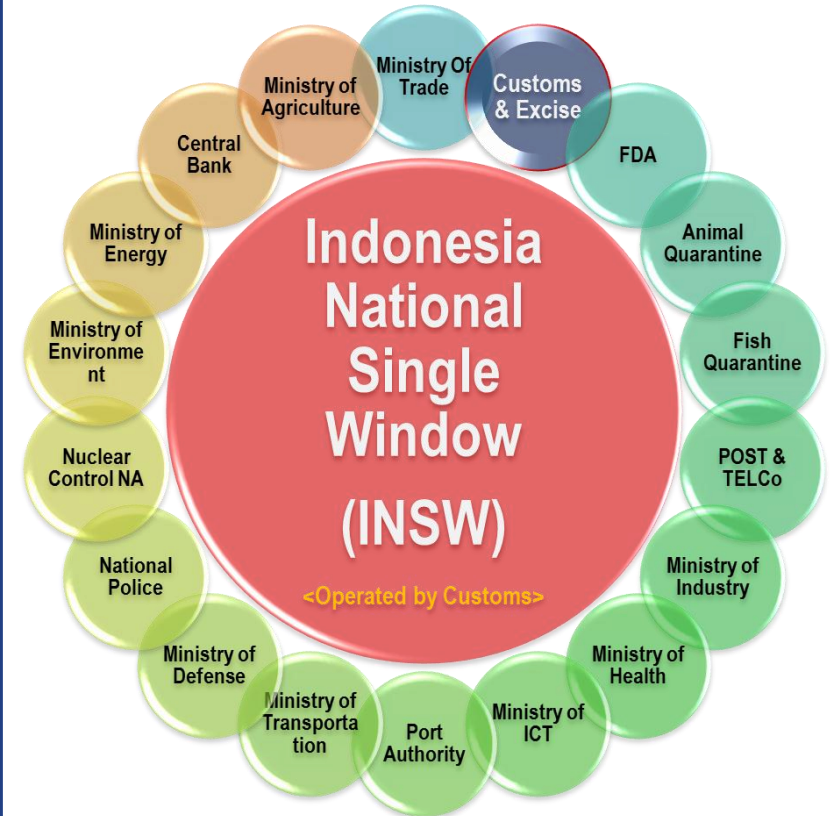 Indonesia
National
Single
Window
(INSW)
<Operated by Customs>
Ministry Of
Trade
Customs
& Excise
FDA
Animal
Quarantine
Fish
Quarantine
POST &
TELCo
Ministry of
Industry
Ministry of
Health
Ministry of
ICT
Port
Authority
Ministry of
Transporta
tion
Ministry of
Defense
National
Police
Nuclear
Control NA
Ministry of
Environme
nt
Ministry of
Energy
Central
Bank
Ministry of
Agriculture